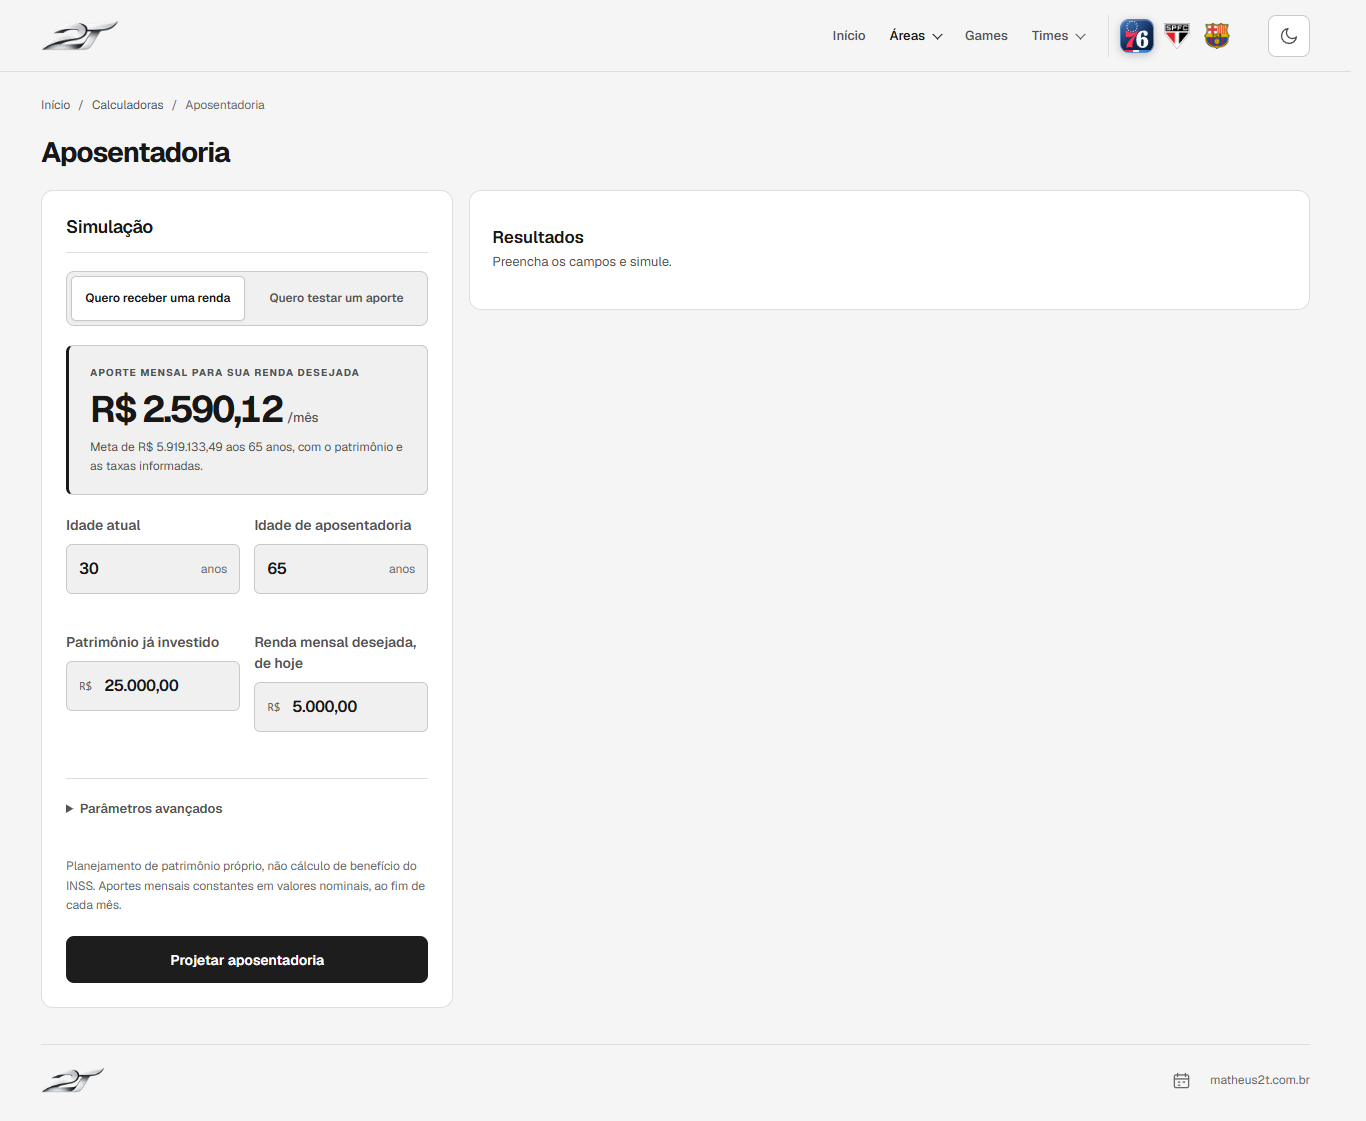 2T
Início
Áreas
Games
Times
76
SPFC
Início / Calculadoras / Aposentadoria
Aposentadoria
Simulação
Quero receber uma renda
Quero testar um aporte
APORTE MENSAL PARA SUA RENDA DESEJADA
R$ 2.590,12 /mês
Meta de R$ 5.919.133,49 aos 65 anos, com o patrimônio e
as taxas informadas.
Idade atual
30 anos
Idade de aposentadoria
65 anos
Patrimônio já investido
R$ 25.000,00
Renda mensal desejada,
de hoje
R$ 5.000,00
Parâmetros avançados
Planejamento de patrimônio próprio, não cálculo de benefício do
INSS. Aportes mensais constantes em valores nominais, ao fim de
cada mês.
Projetar aposentadoria
Resultados
Preencha os campos e simule.
2T
matheus2t.com.br